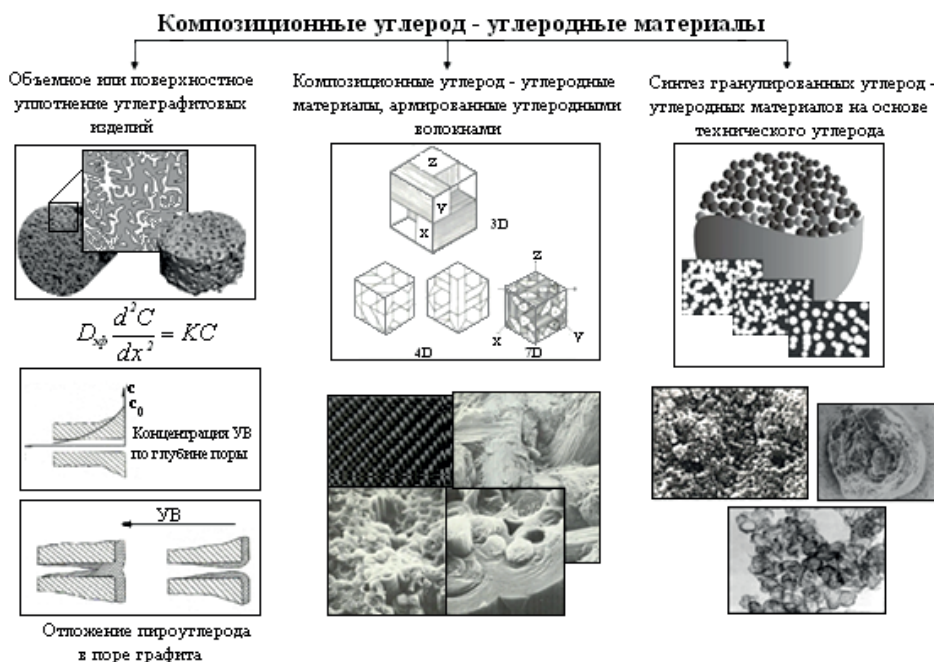 Композиционные углерод - углеродные материалы
Объемное или поверхностное
уплотнение углеграфитовых
изделий
D эф d²C/dx² = KC
c
c₀
Концентрация УВ
по глубине поры
УВ
Отложение пироуглерода
в поре графита
Композиционные углерод - углеродные
материалы, армированные углеродными
волокнами
Z
Y
X
3D
Z
X
Y
4D
7D
Синтез гранулированных углерод -
углеродных материалов на основе
технического углерода